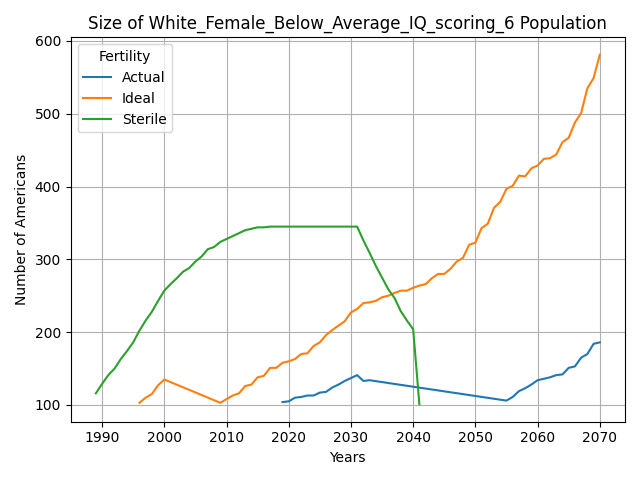 Size of White_Female_Below_Average_IQ_scoring_6 Population
Fertility
Actual
Ideal
Sterile
Number of Americans
600
500
400
300
200
100
1990 2000 2010 2020 2030 2040 2050 2060 2070
Years